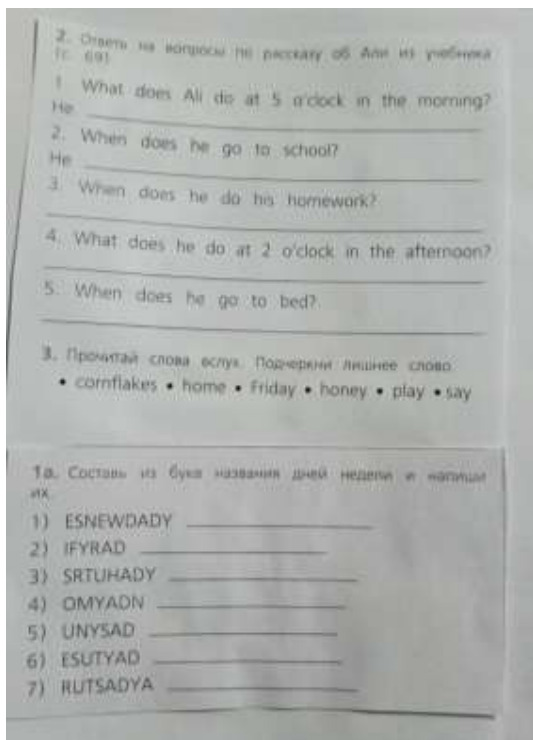 2. Ответь на вопросы по рассказу об Али из учебника
(с. 69)
1. What does Ali do at 5 o'clock in the morning?
He
2. When does he go to school?
He
3. When does he do his homework?
4. What does he do at 2 o'clock in the afternoon?
5. When does he go to bed?
3. Прочитай слова вслух. Подчеркни лишнее слово.
• cornflakes • home • Friday • honey • play • say
1a. Составь из букв названия дней недели и напиши
их.
1) ESNEWDADY
2) IFYRAD
3) SRTUHADY
4) OMYADN
5) UNYSAD
6) ESUTYAD
7) RUTSADYA